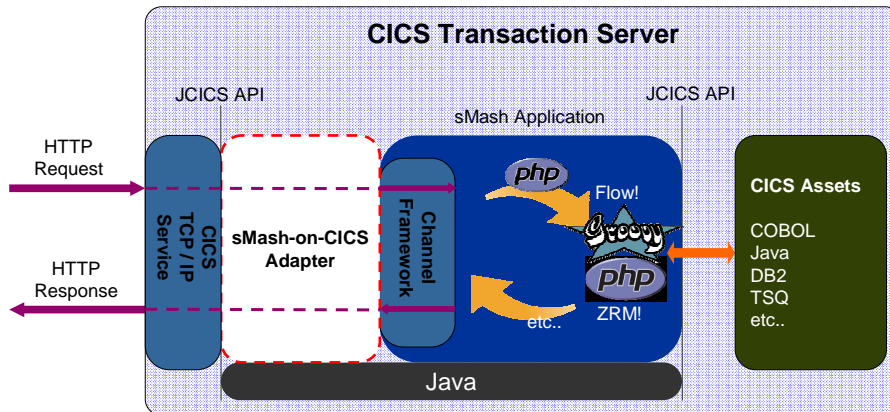 CICS Transaction Server
JCICS API
JCICS API
sMash Application
HTTP
Request
HTTP
Response
CICS
TCP / IP
Service
sMash-on-CICS
Adapter
Channel
Framework
php
Flow!
Groovy
php
ZRM!
etc..
CICS Assets
COBOL
Java
DB2
TSQ
etc..
Java